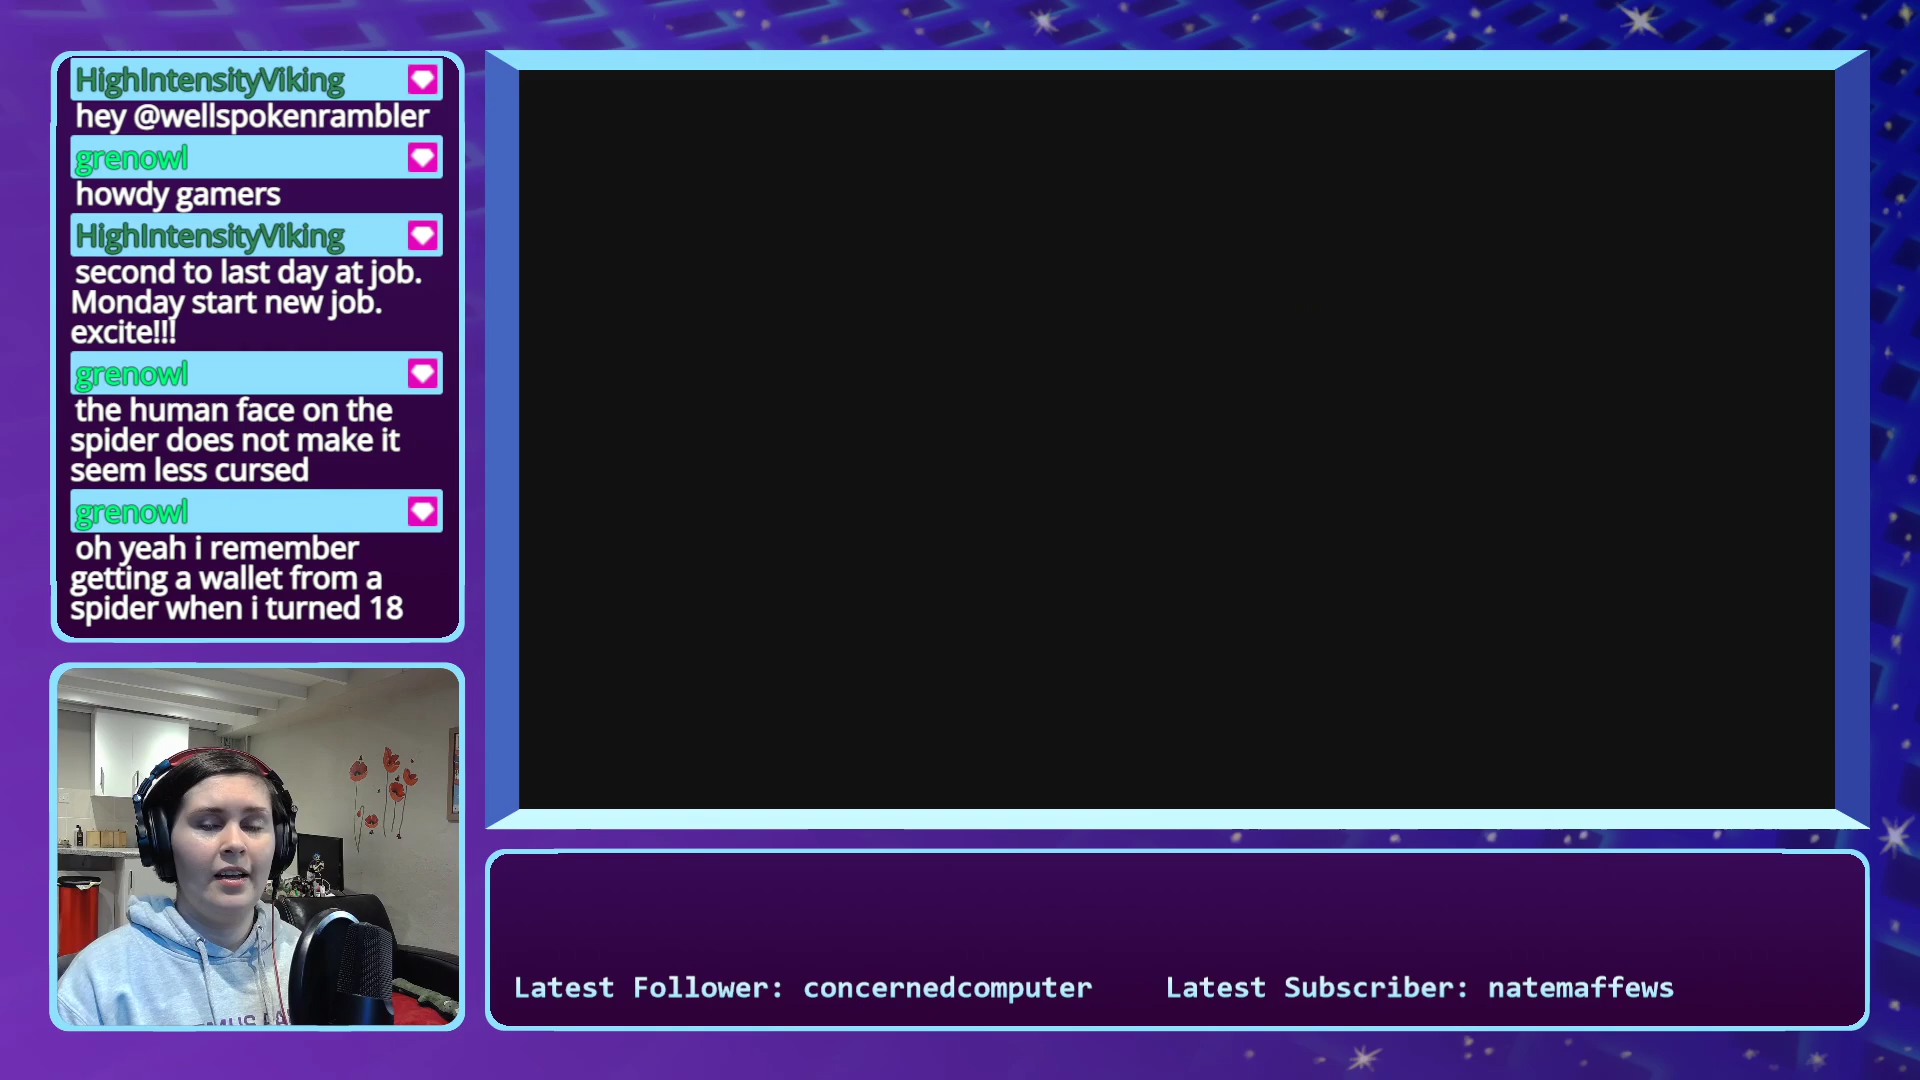 HighIntensityViking
hey @wellspokenrambler
grenowl
howdy gamers
HighIntensityViking
second to last day at job.
Monday start new job.
excite!!!
grenowl
the human face on the
spider does not make it
seem less cursed
grenowl
oh yeah i remember
getting a wallet from a
spider when i turned 18
Latest Follower: concernedcomputer
Latest Subscriber: natemaffews